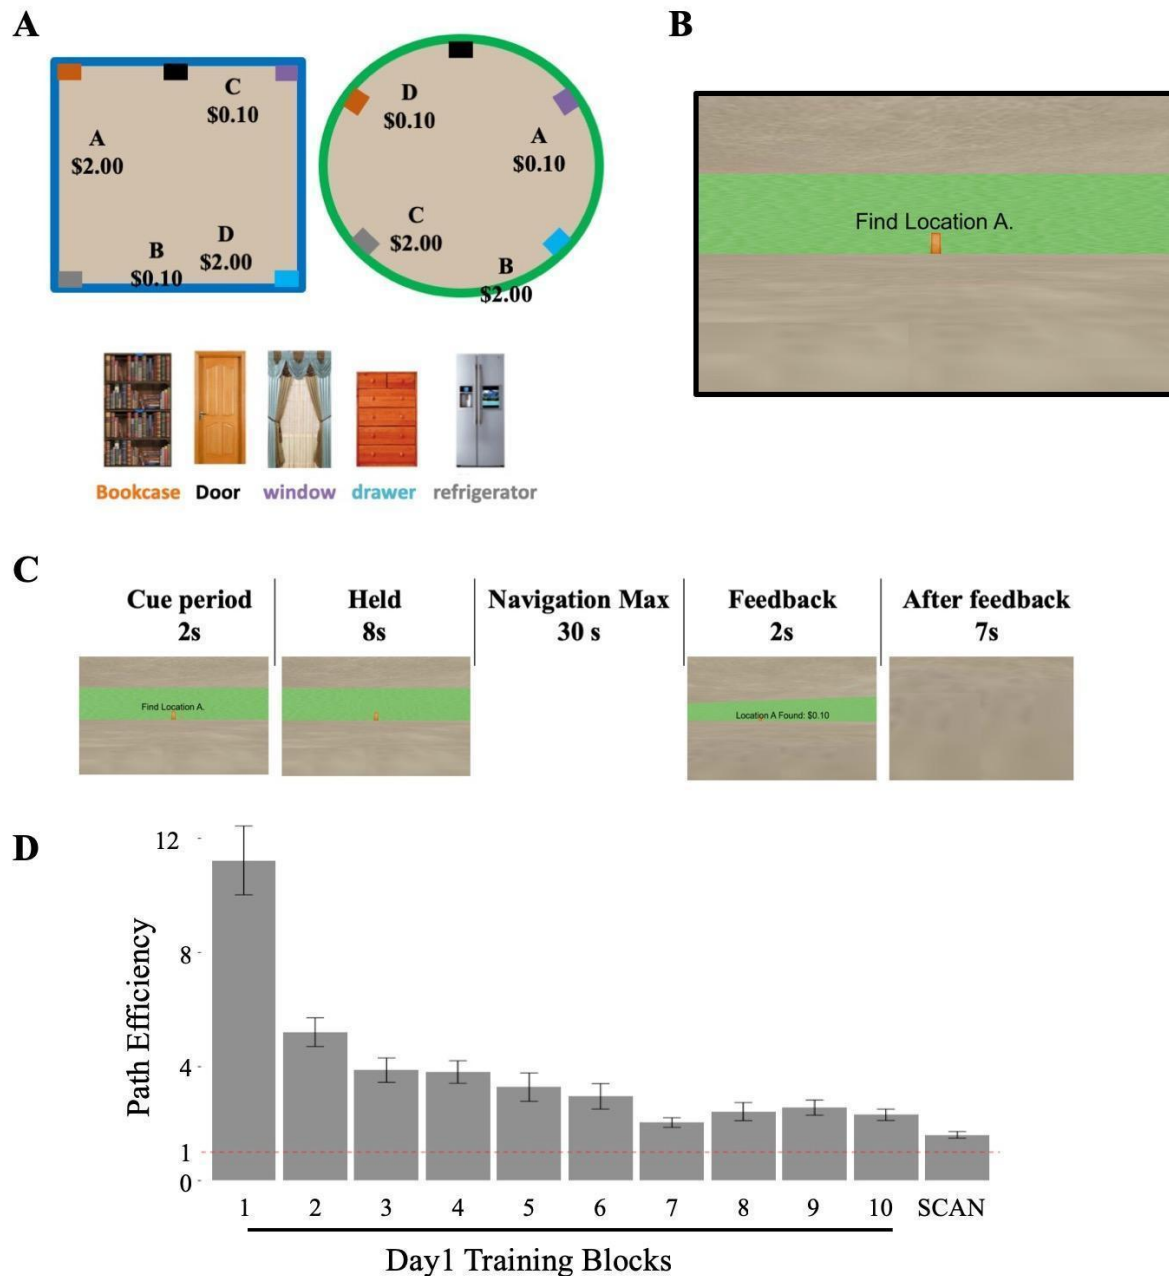 A
C
$0.10
A
$2.00
D
$2.00
B
$0.10
D
$0.10
A
$0.10
C
$2.00
B
$2.00
Bookcase Door window drawer refrigerator
B
Find Location A.
C
Cue period
2s
Held
8s
Navigation Max
30 s
Feedback
2s
After feedback
7s
Find Location A.
Location A Found: $0.10
D
Path Efficiency
12
8
4
1
0
1 2 3 4 5 6 7 8 9 10 SCAN
Day1 Training Blocks